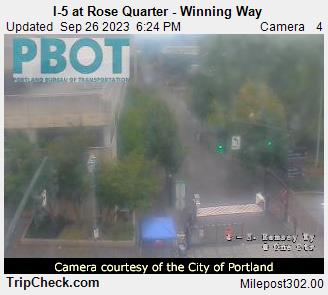 I-5 at Rose Quarter - Winning Way
Updated Sep 26 2023 6:24 PM Camera 4
PBOT
PORTLAND BUREAU OF TRANSPORTATION
Camera courtesy of the City of Portland
TripCheck.com Milepost302.00